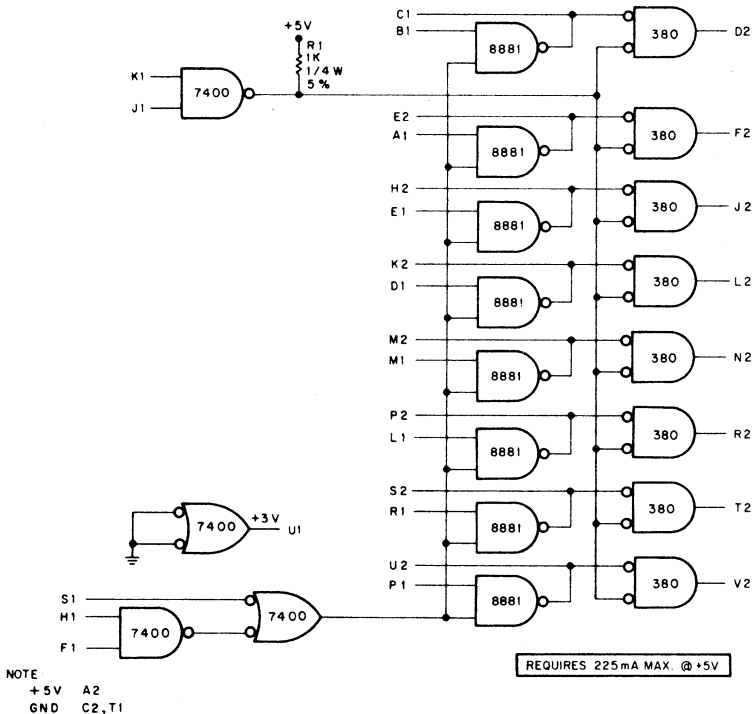 +5V
R1
1K
1/4 W
5%
K1
J1
7400
C1
B1
8881
380
D2
E2
A1
8881
380
F2
H2
E1
8881
380
J2
K2
D1
8881
380
L2
M2
M1
8881
380
N2
P2
L1
8881
380
R2
S2
R1
8881
380
T2
U2
P1
8881
380
V2
7400
+3V
U1
S1
H1
F1
7400
7400
REQUIRES 225mA MAX. @ +5V
NOTE
+5V A2
GND C2,T1